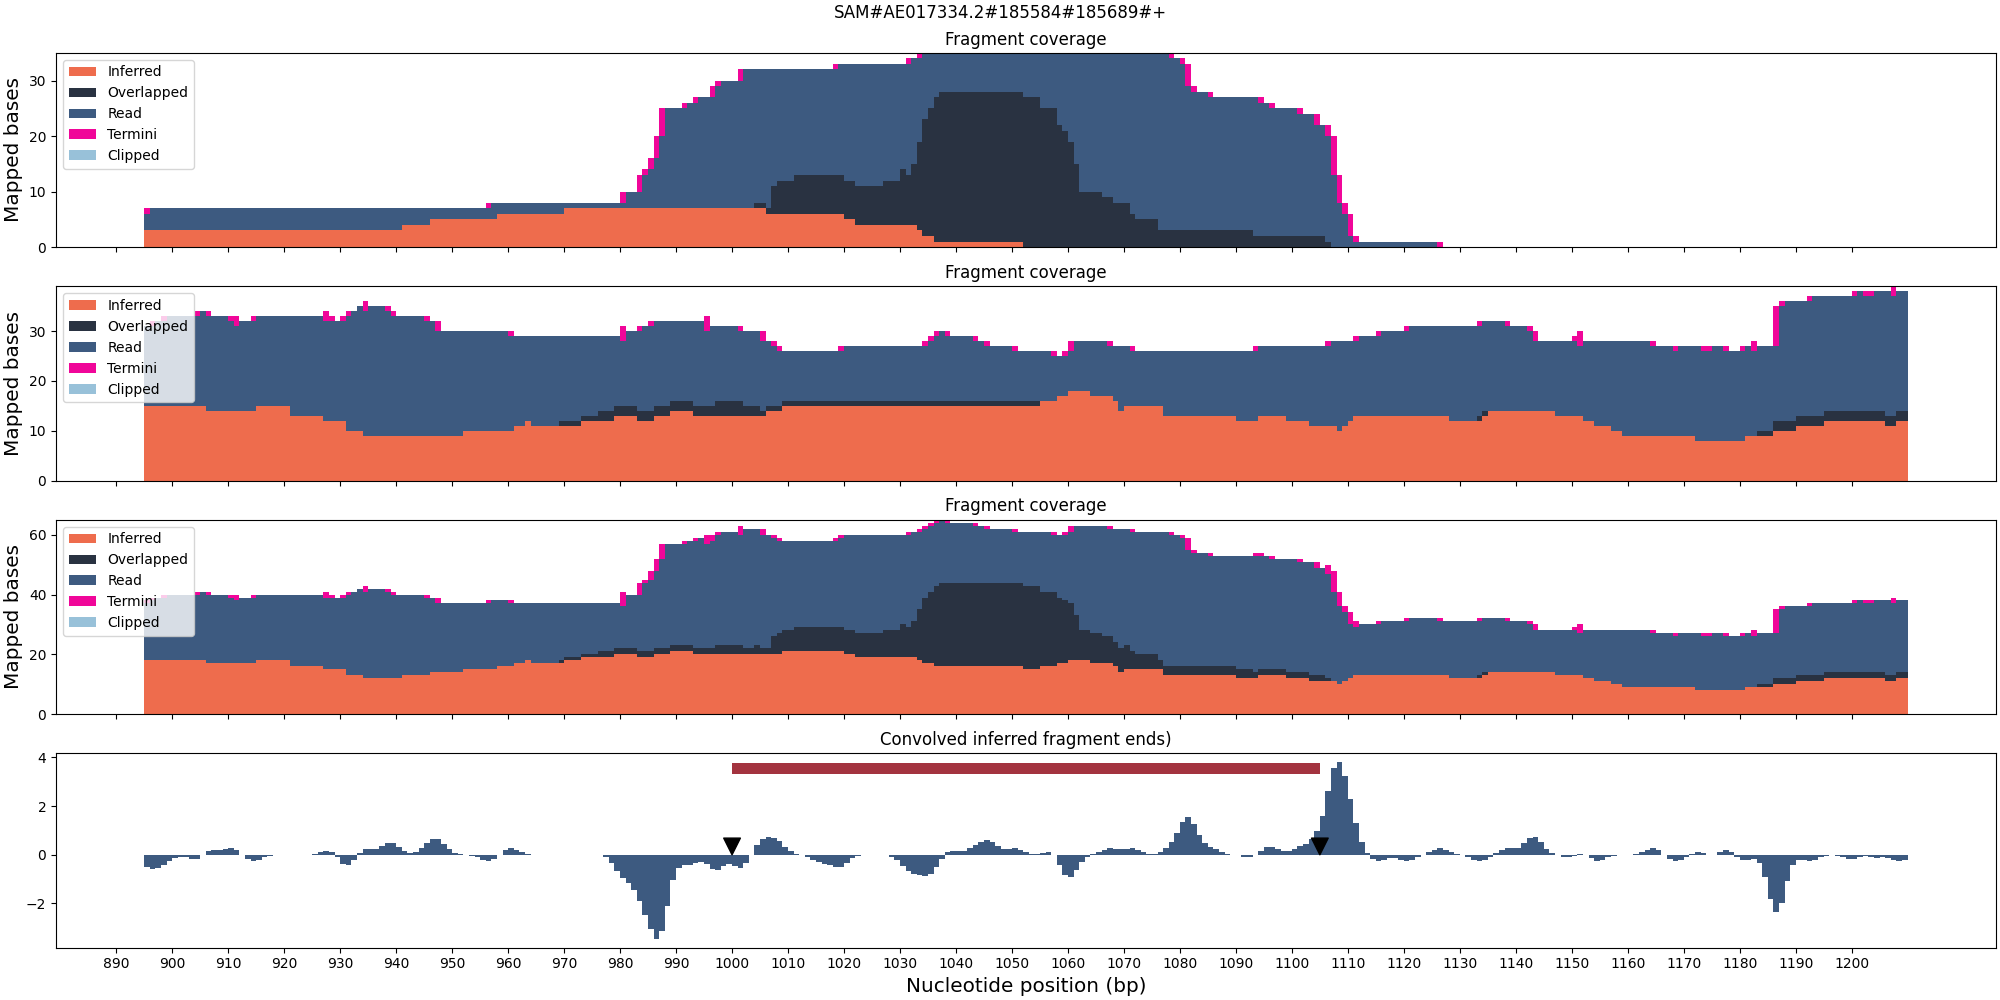 SAM#AE017334.2#185584#185689#+
Fragment coverage
Mapped bases
30
20
10
0
Inferred
Overlapped
Read
Termini
Clipped
Fragment coverage
Mapped bases
30
20
10
0
Inferred
Overlapped
Read
Termini
Clipped
Fragment coverage
Mapped bases
60
40
20
0
Inferred
Overlapped
Read
Termini
Clipped
Convolved inferred fragment ends)
4
2
0
−2
890 900 910 920 930 940 950 960 970 980 990 1000 1010 1020 1030 1040 1050 1060 1070 1080 1090 1100 1110 1120 1130 1140 1150 1160 1170 1180 1190 1200
Nucleotide position (bp)